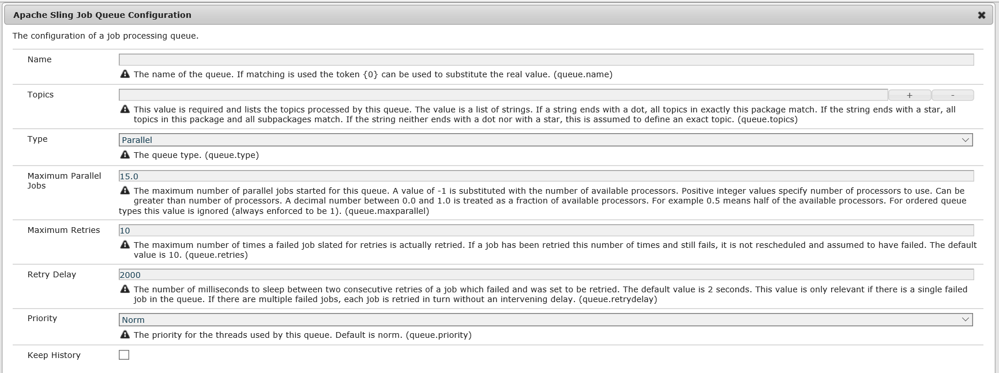 Apache Sling Job Queue Configuration
The configuration of a job processing queue.
Name
The name of the queue. If matching is used the token {0} can be used to substitute the real value. (queue.name)
Topics
+ -
This value is required and lists the topics processed by this queue. The value is a list of strings. If a string ends with a dot, all topics in exactly this package match. If the string ends with a star, all
topics in this package and all subpackages match. If the string neither ends with a dot nor with a star, this is assumed to define an exact topic. (queue.topics)
Type
Parallel
The queue type. (queue.type)
Maximum Parallel
Jobs
15.0
The maximum number of parallel jobs started for this queue. A value of -1 is substituted with the number of available processors. Positive integer values specify number of processors to use. Can be
greater than number of processors. A decimal number between 0.0 and 1.0 is treated as a fraction of available processors. For example 0.5 means half of the available processors. For ordered queue
types this value is ignored (always enforced to be 1). (queue.maxparallel)
Maximum Retries
10
The maximum number of times a failed job slated for retries is actually retried. If a job has been retried this number of times and still fails, it is not rescheduled and assumed to have failed. The default
value is 10. (queue.retries)
Retry Delay
2000
The number of milliseconds to sleep between two consecutive retries of a job which failed and was set to be retried. The default value is 2 seconds. This value is only relevant if there is a single failed
job in the queue. If there are multiple failed jobs, each job is retried in turn without an intervening delay. (queue.retrydelay)
Priority
Norm
The priority for the threads used by this queue. Default is norm. (queue.priority)
Keep History